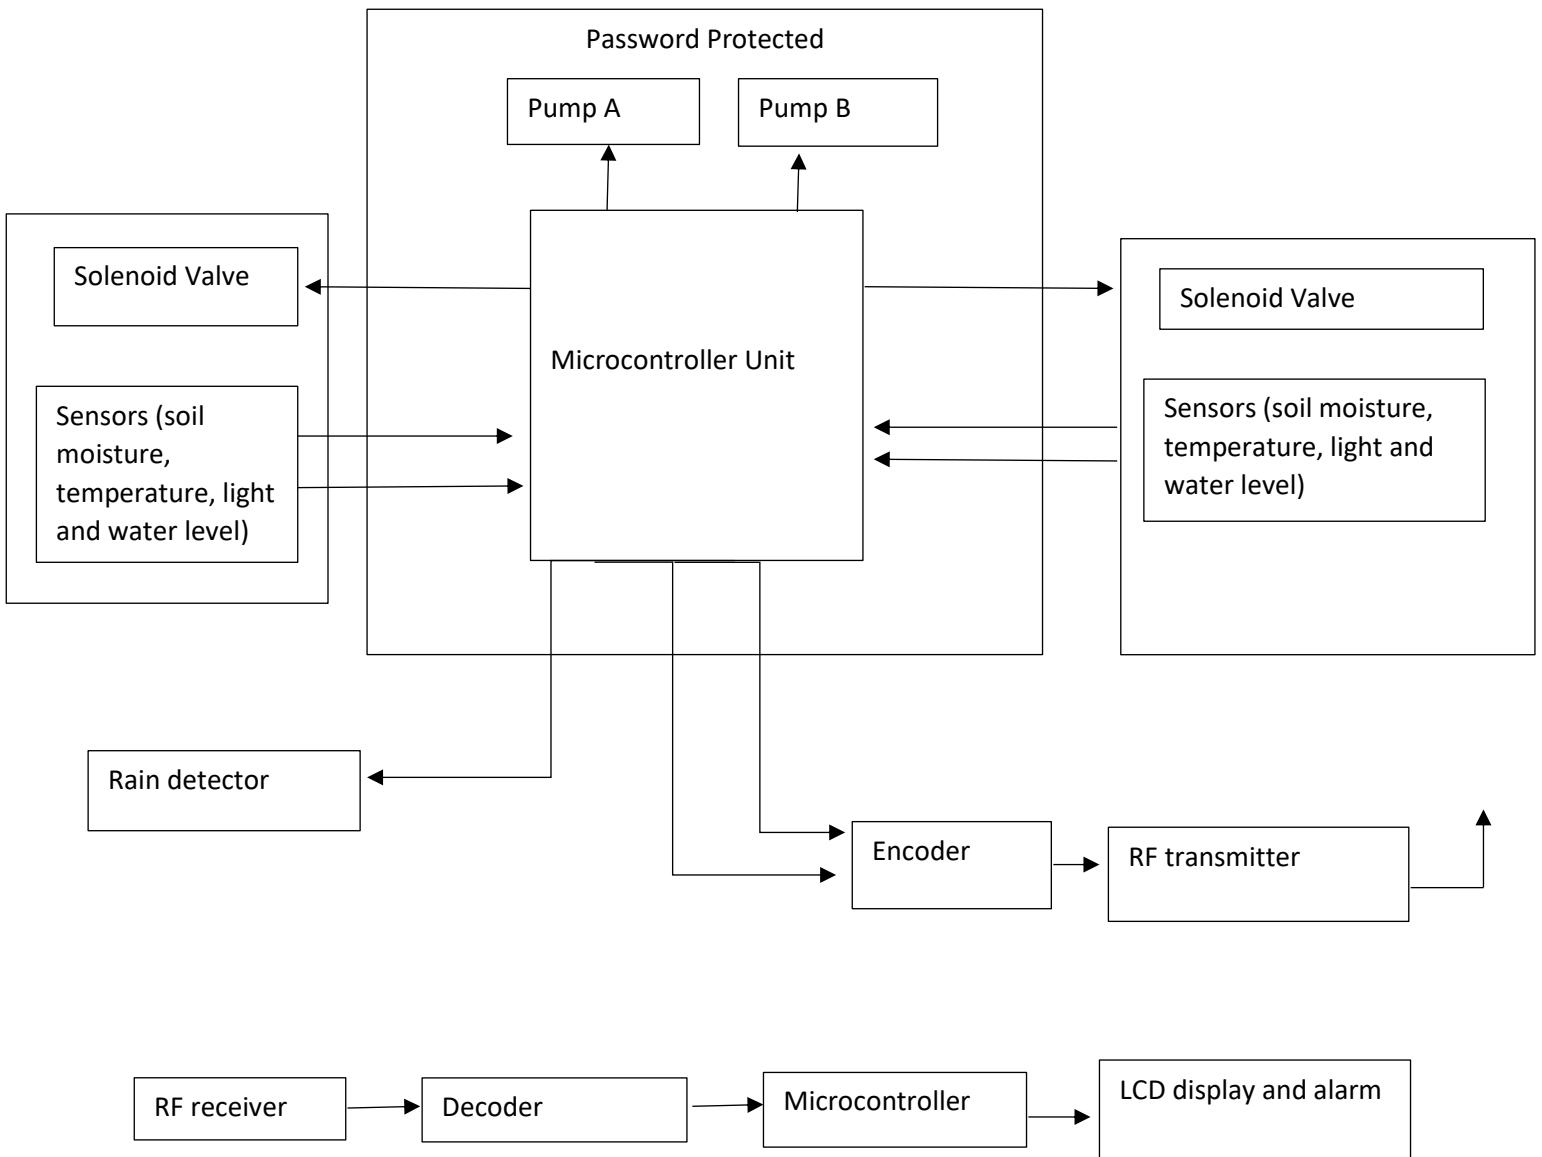 Password Protected
Pump A
Pump B
Solenoid Valve
Solenoid Valve
Microcontroller Unit
Sensors (soil
moisture,
temperature, light
and water level)
Sensors (soil moisture,
temperature, light and
water level)
Rain detector
Encoder
RF transmitter
RF receiver
Decoder
Microcontroller
LCD display and alarm